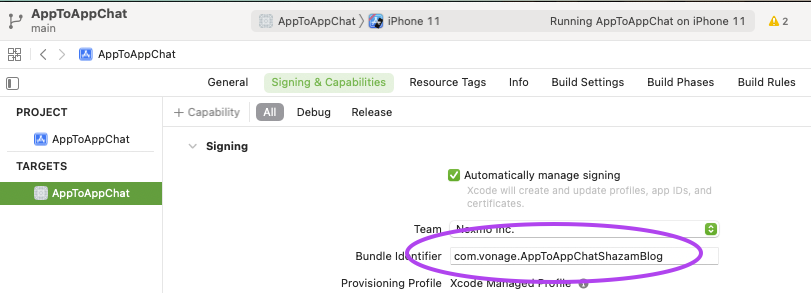 AppToAppChat
main
AppToAppChat
iPhone 11
Running AppToAppChat on iPhone 11
2
AppToAppChat
General
Signing & Capabilities
Resource Tags
Info
Build Settings
Build Phases
Build Rules
PROJECT
AppToAppChat
TARGETS
AppToAppChat
+ Capability
All
Debug
Release
Signing
Automatically manage signing
Xcode will create and update profiles, app IDs, and
certificates.
Team
Nexmo Inc.
Bundle Identifier
com.vonage.AppToAppChatShazamBlog
Provisioning Profile
Xcode Managed Profile